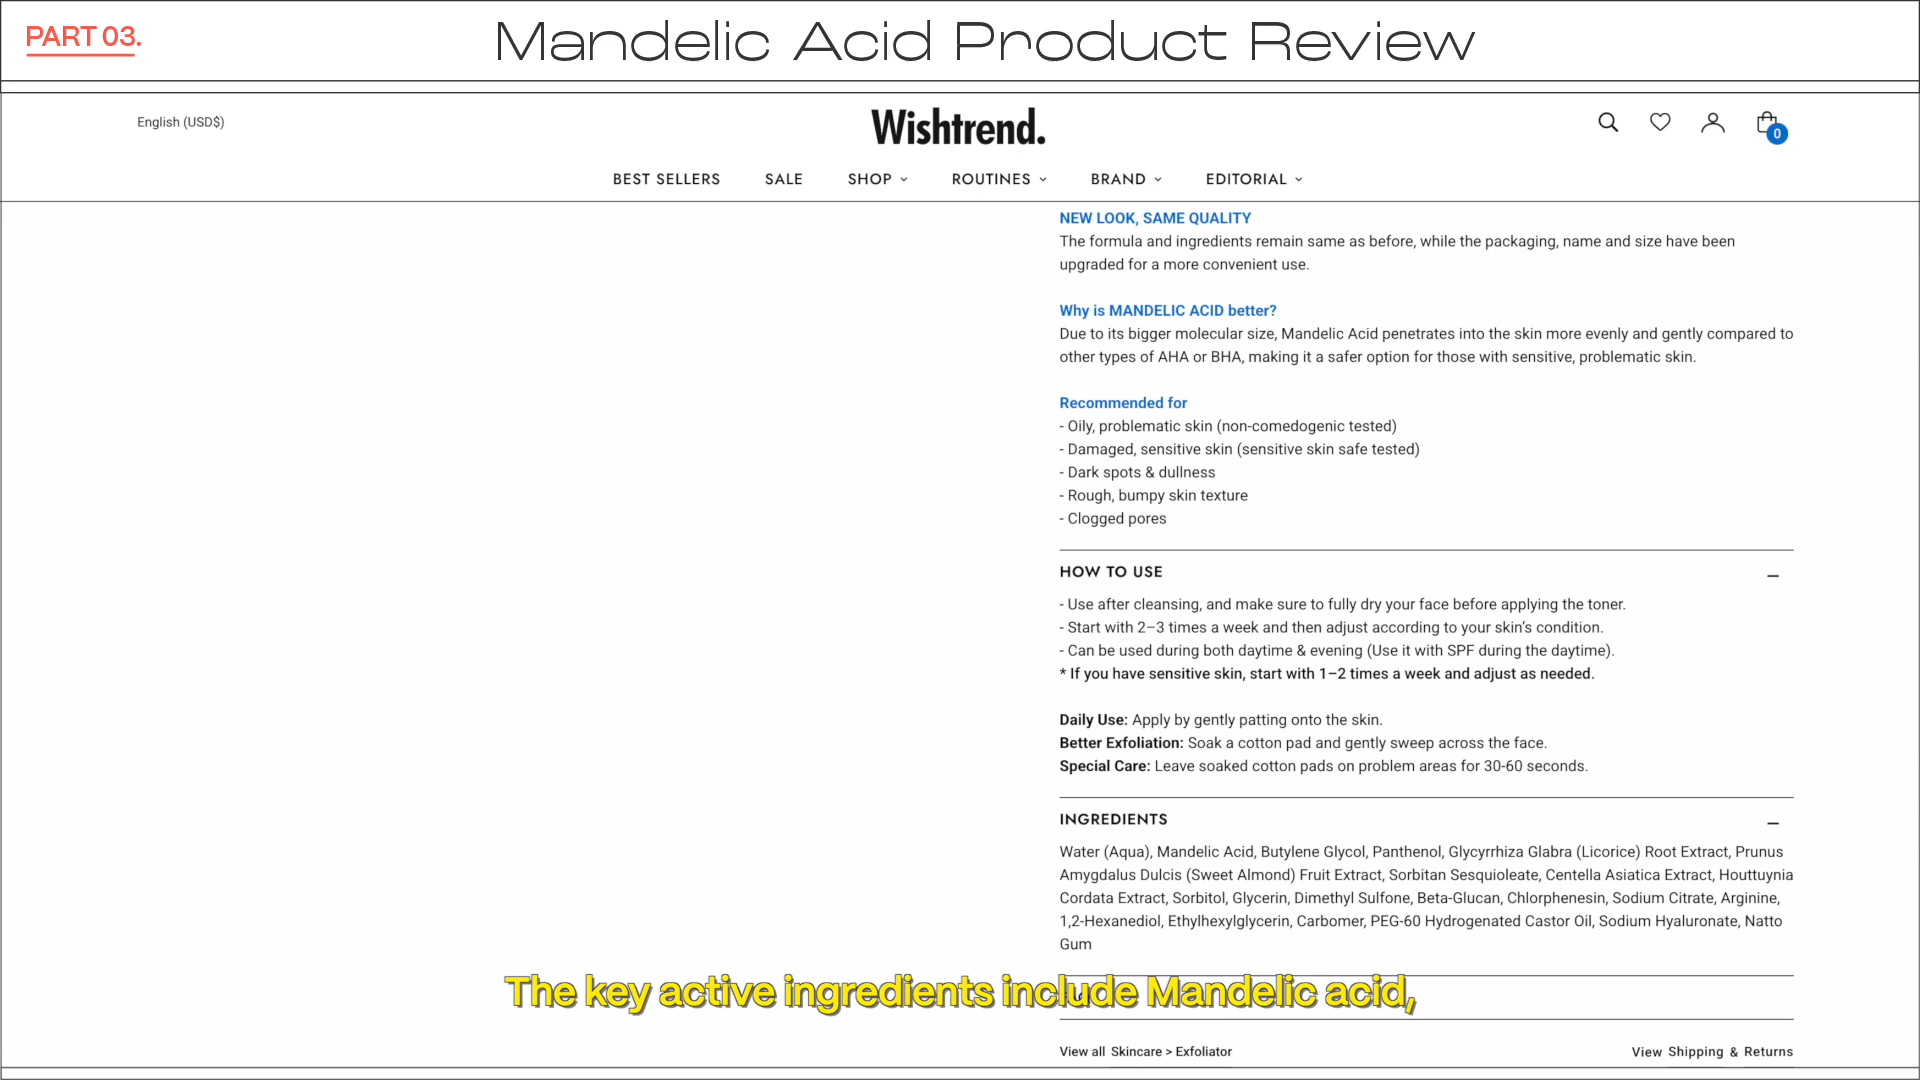 PART 03.
Mandelic Acid Product Review
English (USD$)
Wishtrend.
0
BEST SELLERS
SALE
SHOP
ROUTINES
BRAND
EDITORIAL
NEW LOOK, SAME QUALITY
The formula and ingredients remain same as before, while the packaging, name and size have been
upgraded for a more convenient use.
Why is MANDELIC ACID better?
Due to its bigger molecular size, Mandelic Acid penetrates into the skin more evenly and gently compared to
other types of AHA or BHA, making it a safer option for those with sensitive, problematic skin.
Recommended for
- Oily, problematic skin (non-comedogenic tested)
- Damaged, sensitive skin (sensitive skin safe tested)
- Dark spots & dullness
- Rough, bumpy skin texture
- Clogged pores
HOW TO USE
- Use after cleansing, and make sure to fully dry your face before applying the toner.
- Start with 2–3 times a week and then adjust according to your skin’s condition.
- Can be used during both daytime & evening (Use it with SPF during the daytime).
* If you have sensitive skin, start with 1–2 times a week and adjust as needed.
Daily Use: Apply by gently patting onto the skin.
Better Exfoliation: Soak a cotton pad and gently sweep across the face.
Special Care: Leave soaked cotton pads on problem areas for 30-60 seconds.
INGREDIENTS
Water (Aqua), Mandelic Acid, Butylene Glycol, Panthenol, Glycyrrhiza Glabra (Licorice) Root Extract, Prunus
Amygdalus Dulcis (Sweet Almond) Fruit Extract, Sorbitan Sesquioleate, Centella Asiatica Extract, Houttuynia
Cordata Extract, Sorbitol, Glycerin, Dimethyl Sulfone, Beta-Glucan, Chlorphenesin, Sodium Citrate, Arginine,
1,2-Hexanediol, Ethylhexylglycerin, Carbomer, PEG-60 Hydrogenated Castor Oil, Sodium Hyaluronate, Natto
Gum
The key active ingredients include Mandelic acid,
View all Skincare > Exfoliator
View Shipping & Returns